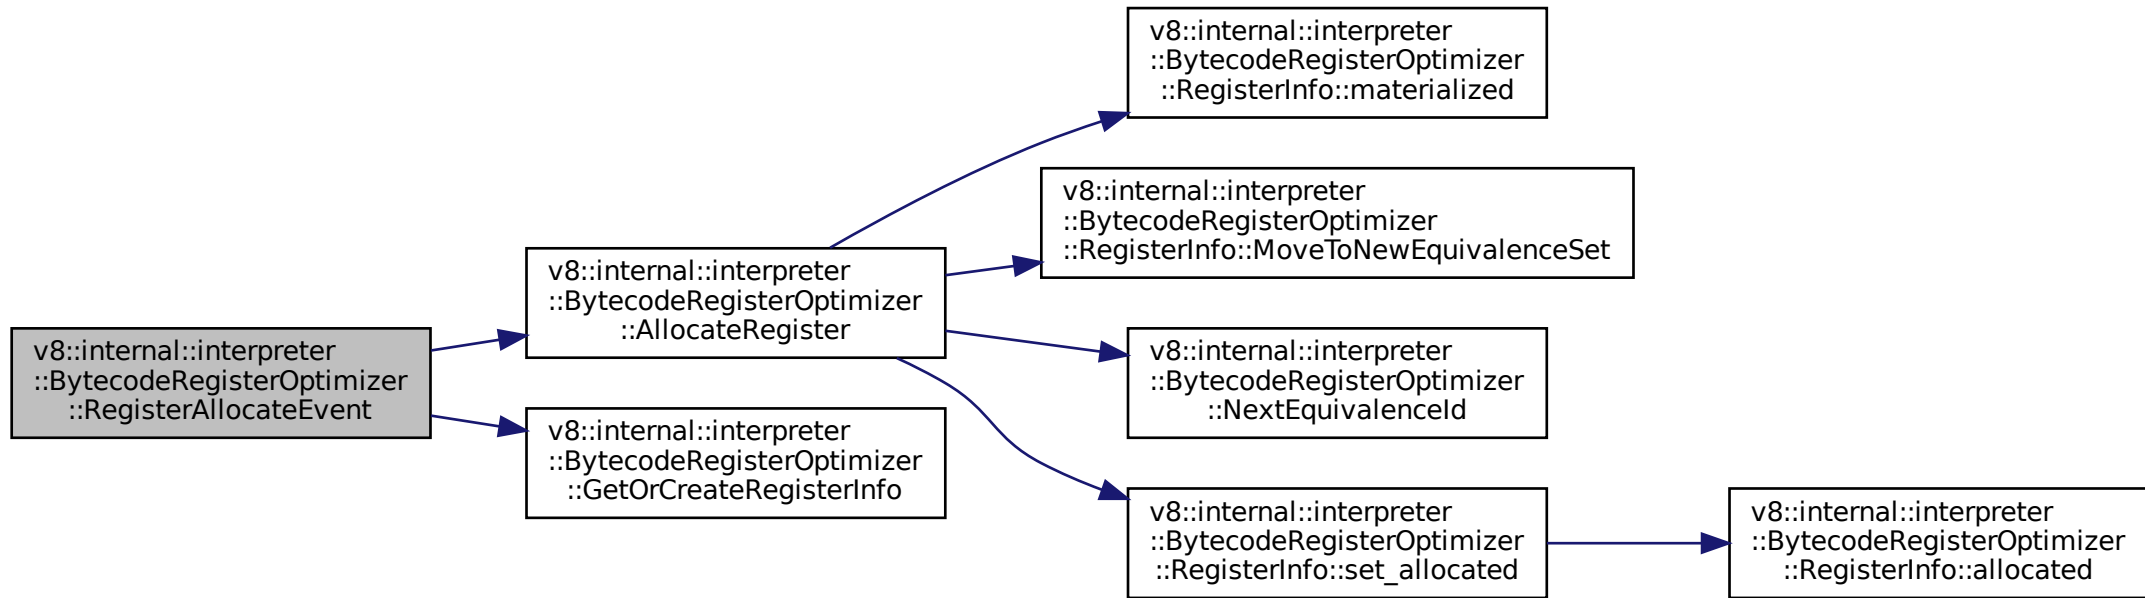 v8::internal::interpreter
::BytecodeRegisterOptimizer
::RegisterInfo::materialized
v8::internal::interpreter
::BytecodeRegisterOptimizer
::RegisterInfo::MoveToNewEquivalenceSet
v8::internal::interpreter
::BytecodeRegisterOptimizer
::AllocateRegister
v8::internal::interpreter
::BytecodeRegisterOptimizer
::RegisterAllocateEvent
v8::internal::interpreter
::BytecodeRegisterOptimizer
::NextEquivalenceId
v8::internal::interpreter
::BytecodeRegisterOptimizer
::GetOrCreateRegisterInfo
v8::internal::interpreter
::BytecodeRegisterOptimizer
::RegisterInfo::set_allocated
v8::internal::interpreter
::BytecodeRegisterOptimizer
::RegisterInfo::allocated